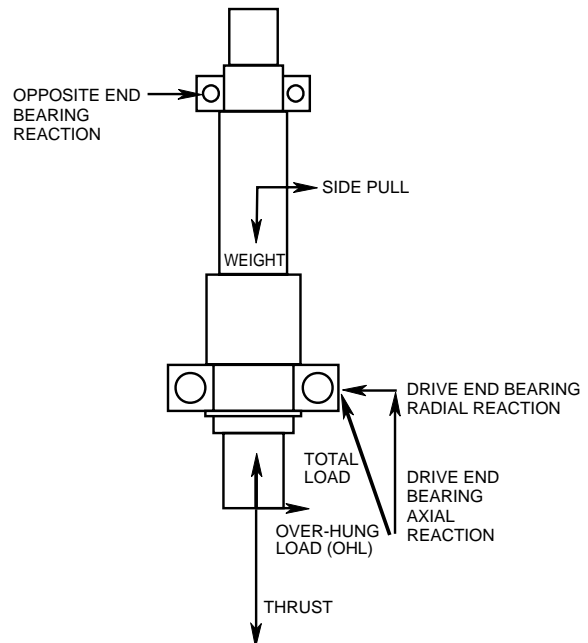 OPPOSITE END
BEARING
REACTION
SIDE PULL
WEIGHT
DRIVE END BEARING
RADIAL REACTION
TOTAL
LOAD
DRIVE END
BEARING
AXIAL
REACTION
OVER-HUNG
LOAD (OHL)
THRUST